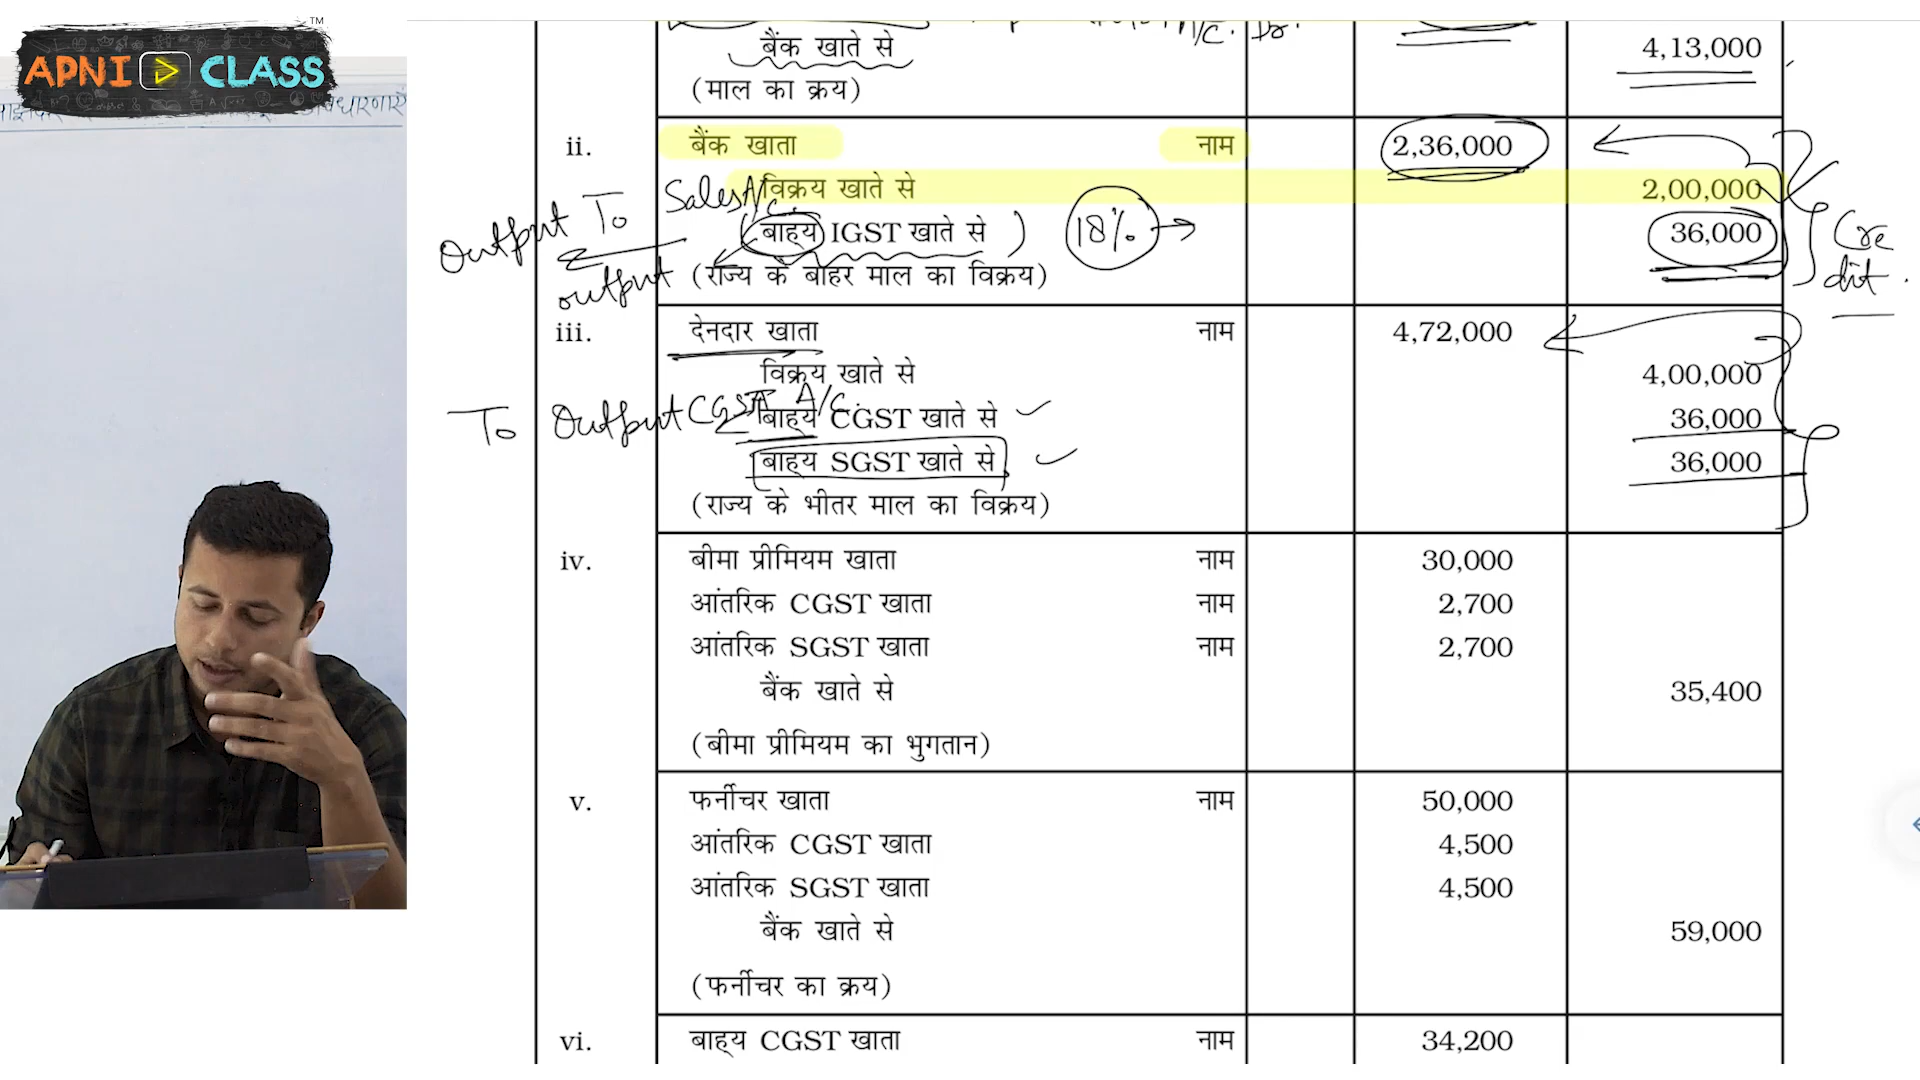 APNI CLASS ™
A/C. Dr.
बैंक खाते से 4,13,000
(माल का क्रय)
ii. बैंक खाता नाम 2,36,000
विक्रय खाते से 2,00,000
Output To Sales A/C.
बाह्य IGST खाते से ) 18% 36,000 Cre
output (राज्य के बाहर माल का विक्रय) dit.
iii. देनदार खाता नाम 4,72,000
विक्रय खाते से 4,00,000
To Output CGST A/C.
बाह्य CGST खाते से 36,000
बाह्य SGST खाते से 36,000
(राज्य के भीतर माल का विक्रय)
iv. बीमा प्रीमियम खाता नाम 30,000
आंतरिक CGST खाता नाम 2,700
आंतरिक SGST खाता नाम 2,700
बैंक खाते से 35,400
(बीमा प्रीमियम का भुगतान)
v. फर्नीचर खाता नाम 50,000
आंतरिक CGST खाता 4,500
आंतरिक SGST खाता 4,500
बैंक खाते से 59,000
(फर्नीचर का क्रय)
vi. बाह्य CGST खाता नाम 34,200